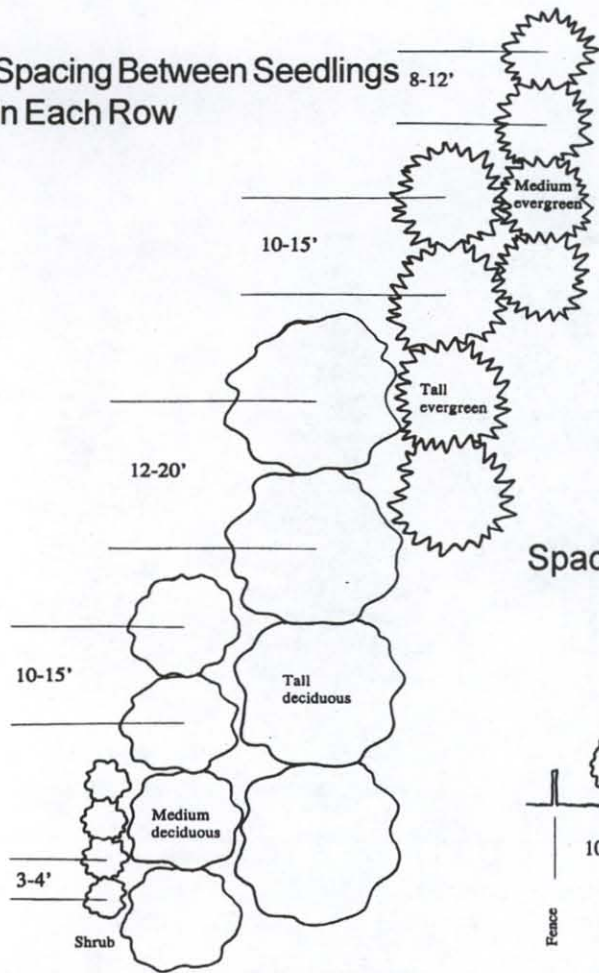 Spacing Between Seedlings
n Each Row
8-12'
Medium
evergreen
10-15'
Tall
evergreen
12-20'
Spac
10-15'
Tall
deciduous
Medium
deciduous
10
3-4'
Shrub
Fence